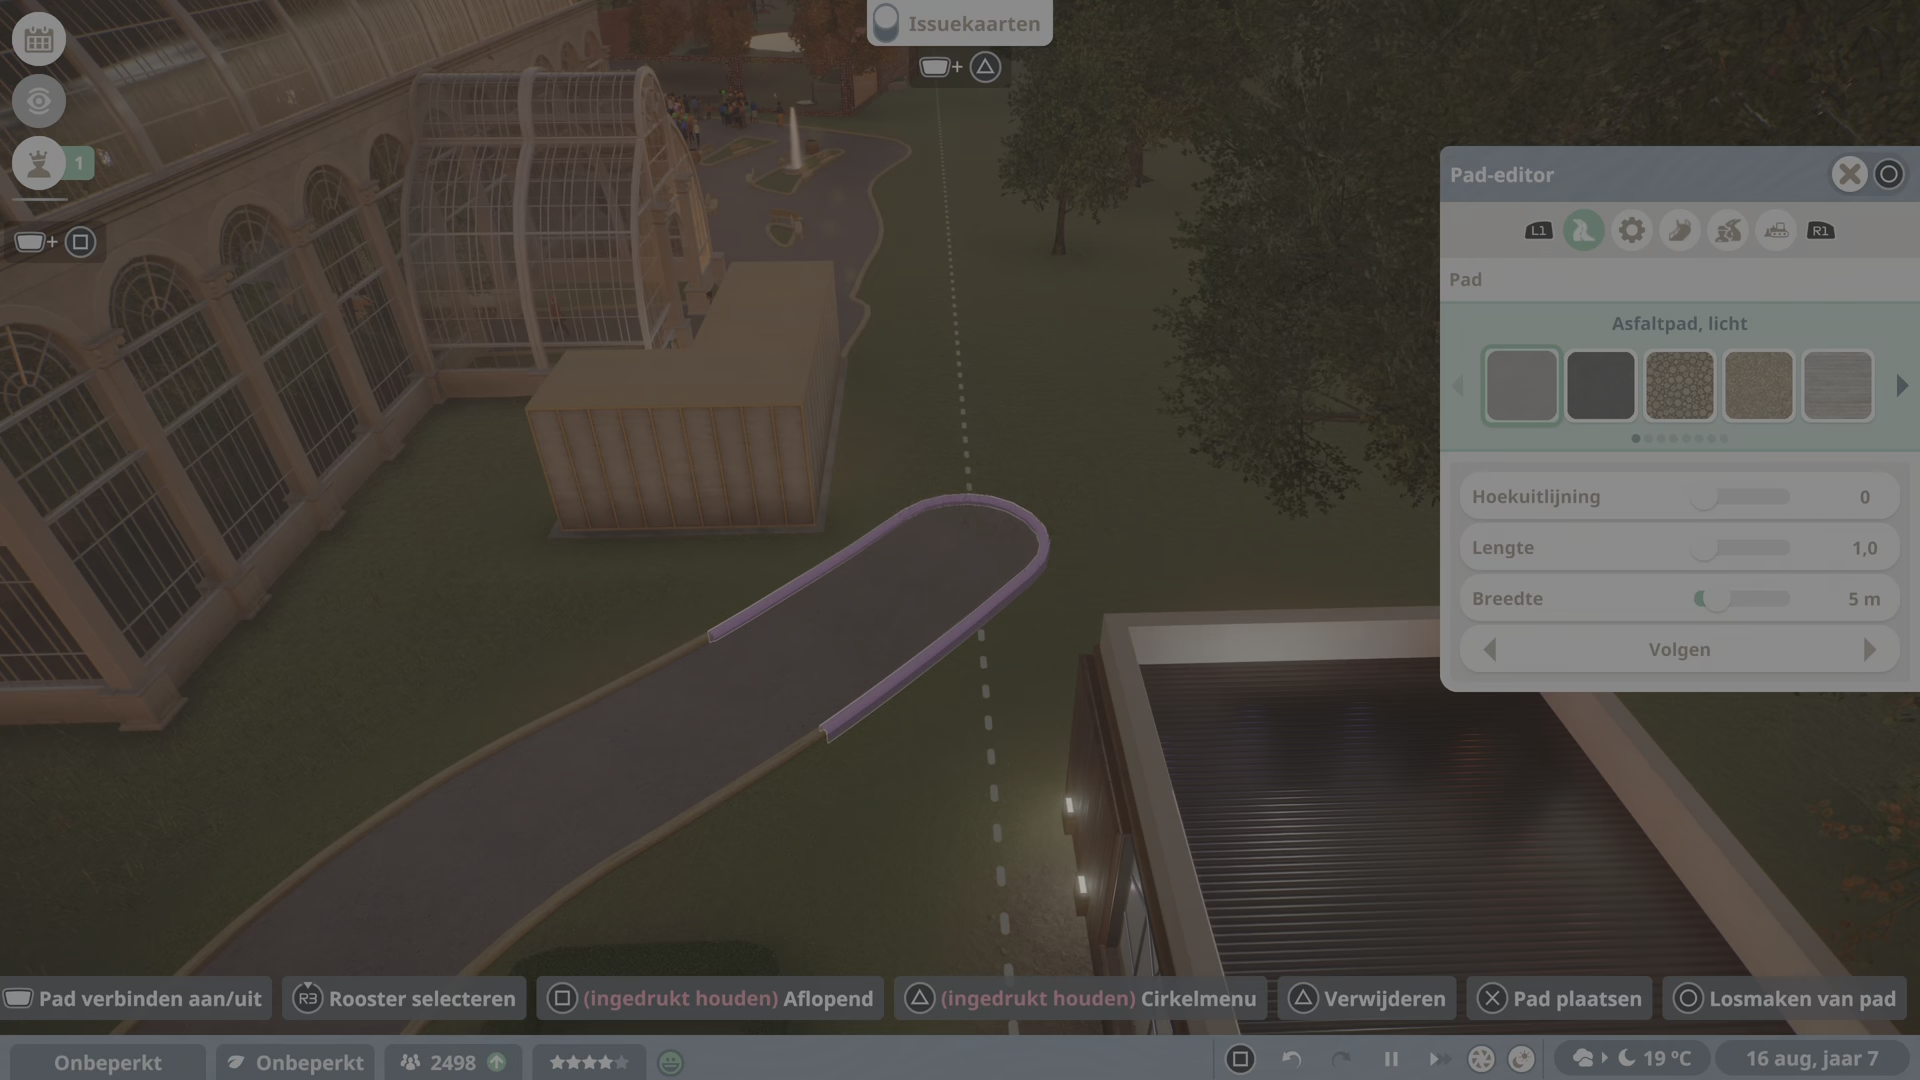 Issuekaarten
+
1
+
Pad-editor
L1
R1
Pad
Asfaltpad, licht
Hoekuitlijning 0
Lengte 1,0
Breedte 5 m
Volgen
Pad verbinden aan/uit
R3 Rooster selecteren
(ingedrukt houden) Aflopend
(ingedrukt houden) Cirkelmenu
Verwijderen
Pad plaatsen
Losmaken van pad
Onbeperkt
Onbeperkt
2498
19 ºC
16 aug, jaar 7